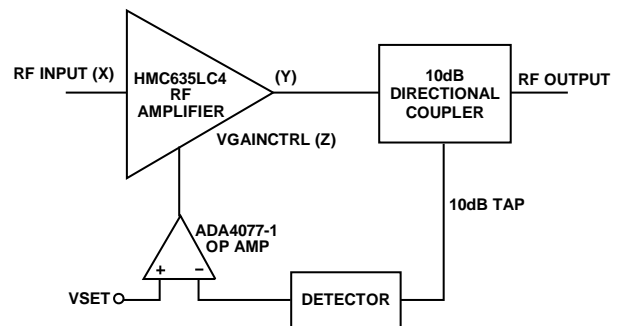 RF INPUT (X)
HMC635LC4
RF
AMPLIFIER
(Y)
VGAINCTRL (Z)
10dB
DIRECTIONAL
COUPLER
RF OUTPUT
10dB TAP
ADA4077-1
OP AMP
+
–
VSET
DETECTOR